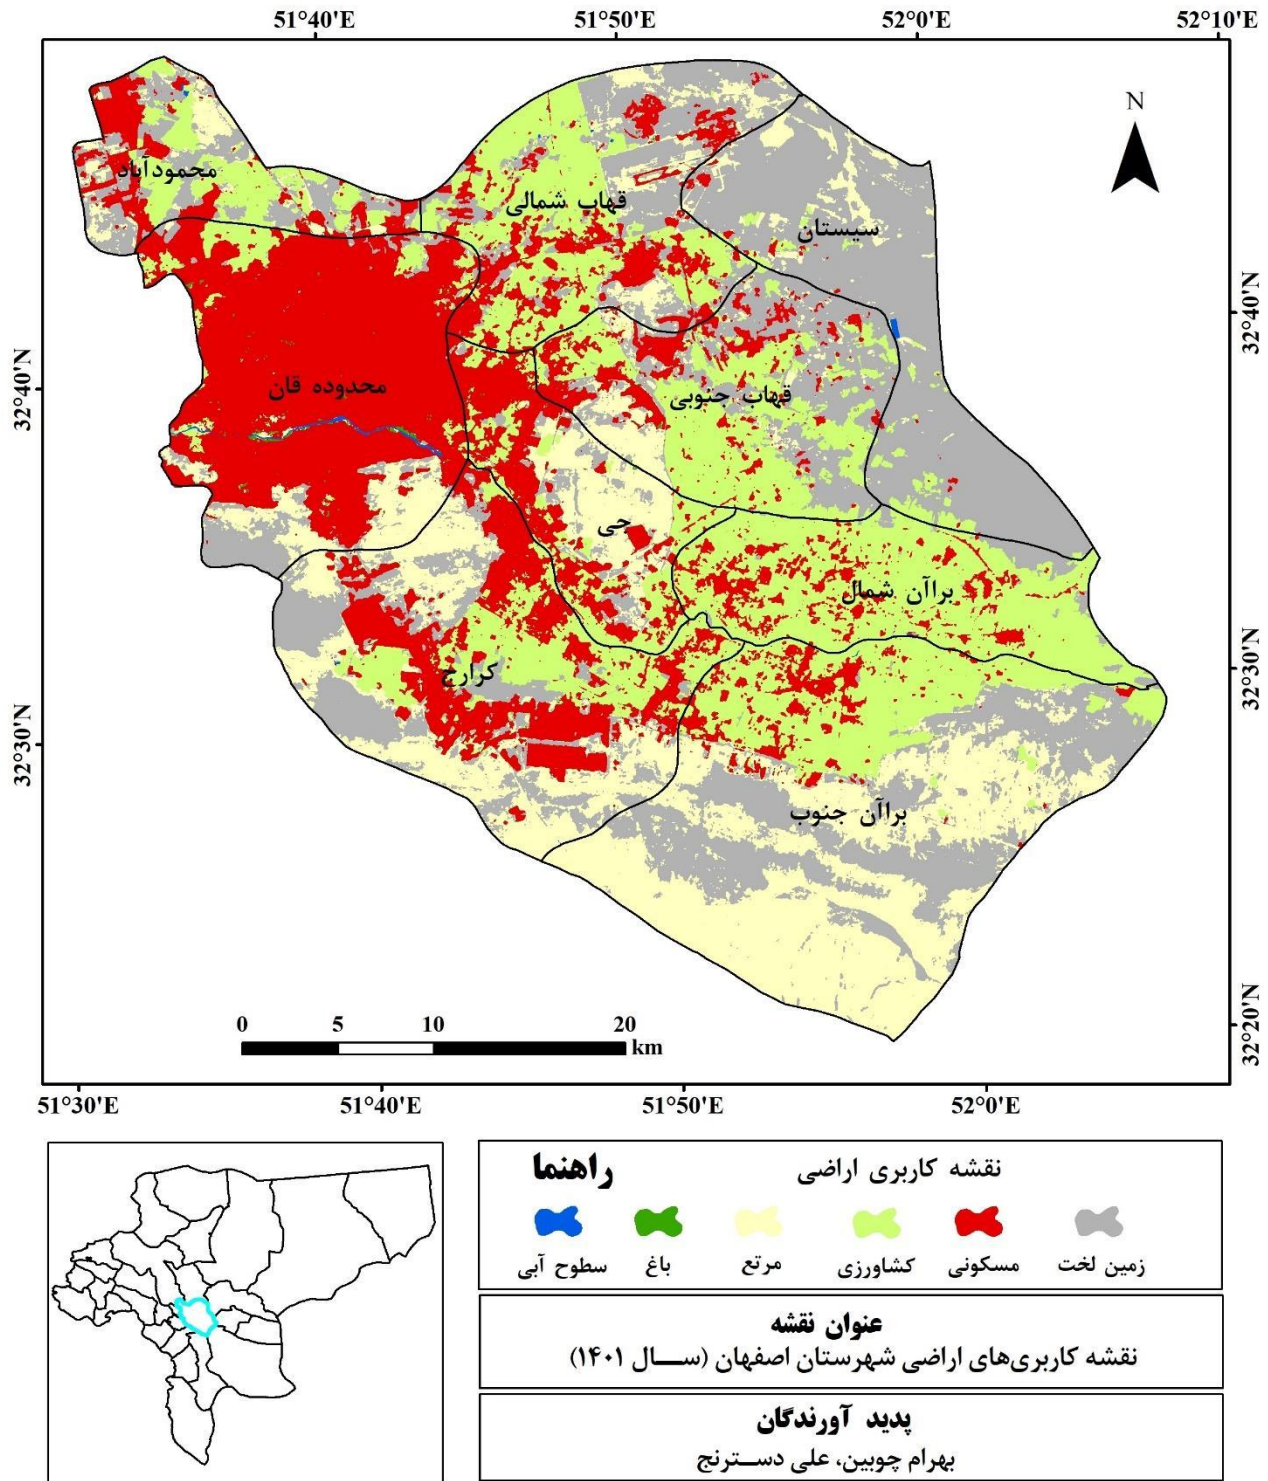 51°40'E 51°50'E 52°0'E 52°10'E
N
محمودآباد
قهاب شمالی
سیستان
32°40'N
32°40'N
محدوده قان
قهاب جنوبی
جی
براآن شمال
کرارج
32°30'N
32°30'N
براآن جنوب
32°20'N
0 5 10 20
km
51°30'E 51°40'E 51°50'E 52°0'E
راهنما
نقشه کاربری اراضی
زمین لخت مسکونی کشاورزی مرتع باغ سطوح آبی
عنوان نقشه
نقشه کاربری‌های اراضی شهرستان اصفهان (ســال ۱۴۰۱)
پدید آورندگان
بهرام چوبین، علی دســترنج